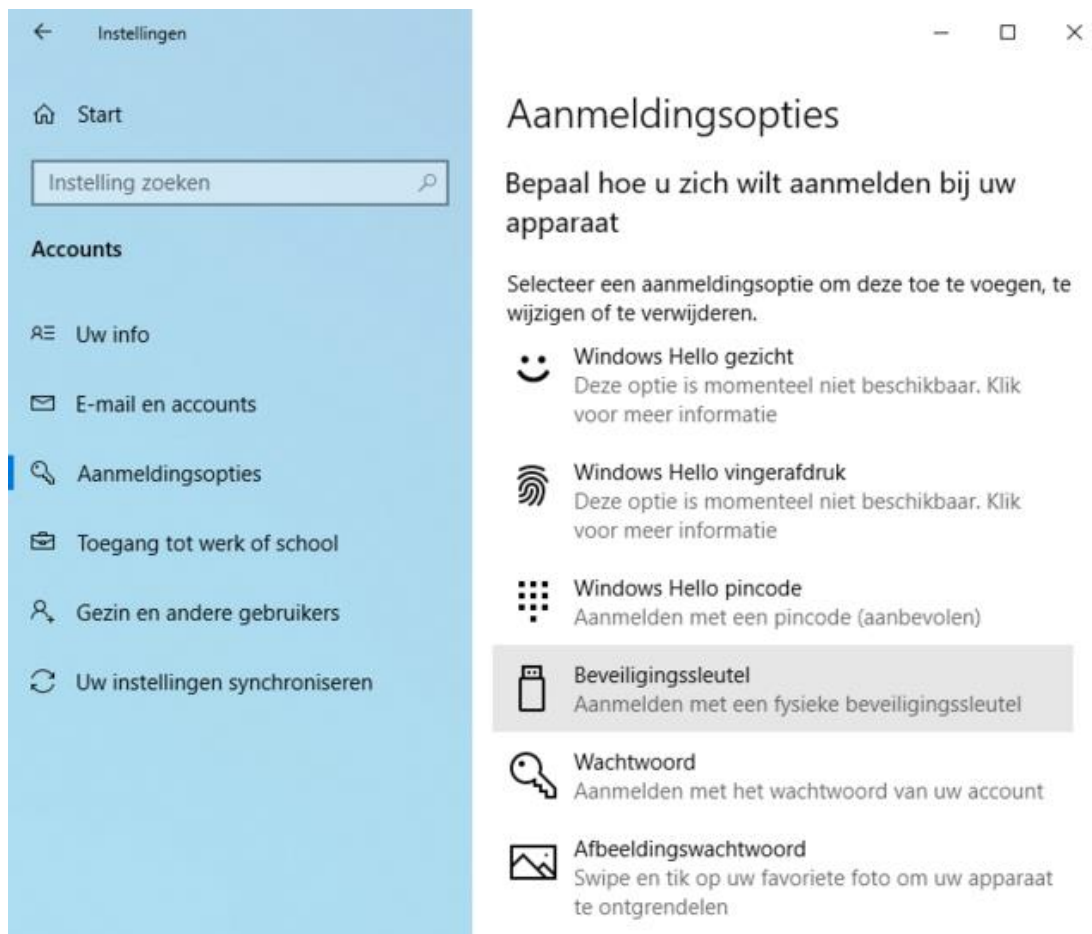 Instellingen
Start
Instelling zoeken
Accounts
Uw info
E-mail en accounts
Aanmeldingsopties
Toegang tot werk of school
Gezin en andere gebruikers
Uw instellingen synchroniseren
Aanmeldingsopties
Bepaal hoe u zich wilt aanmelden bij uw
apparaat
Selecteer een aanmeldingsoptie om deze toe te voegen, te
wijzigen of te verwijderen.
Windows Hello gezicht
Deze optie is momenteel niet beschikbaar. Klik
voor meer informatie
Windows Hello vingerafdruk
Deze optie is momenteel niet beschikbaar. Klik
voor meer informatie
Windows Hello pincode
Aanmelden met een pincode (aanbevolen)
Beveiligingssleutel
Aanmelden met een fysieke beveiligingssleutel
Wachtwoord
Aanmelden met het wachtwoord van uw account
Afbeeldingswachtwoord
Swipe en tik op uw favoriete foto om uw apparaat
te ontgrendelen